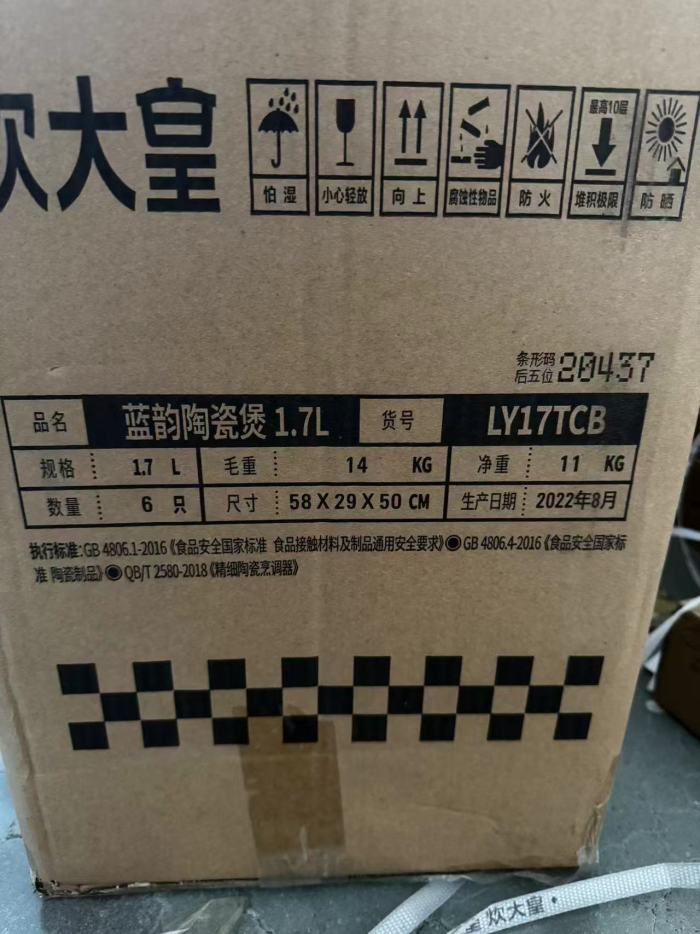 炊大皇
怕湿
小心轻放
向上
腐蚀性物品
防火
最高10层
堆积极限
防晒
条形码
后五位 20437
品名 蓝韵陶瓷煲 1.7L 货号 LY17TCB
规格 1.7 L 毛重 14 KG 净重 11 KG
数量 6 只 尺寸 58 X 29 X 50 CM 生产日期 2022年8月
执行标准:GB 4806.1-2016《食品安全国家标准 食品接触材料及制品通用安全要求》◉GB 4806.4-2016《食品安全国家标
准 陶瓷制品》◉QB/T 2580-2018《精细陶瓷烹调器》
炊大皇